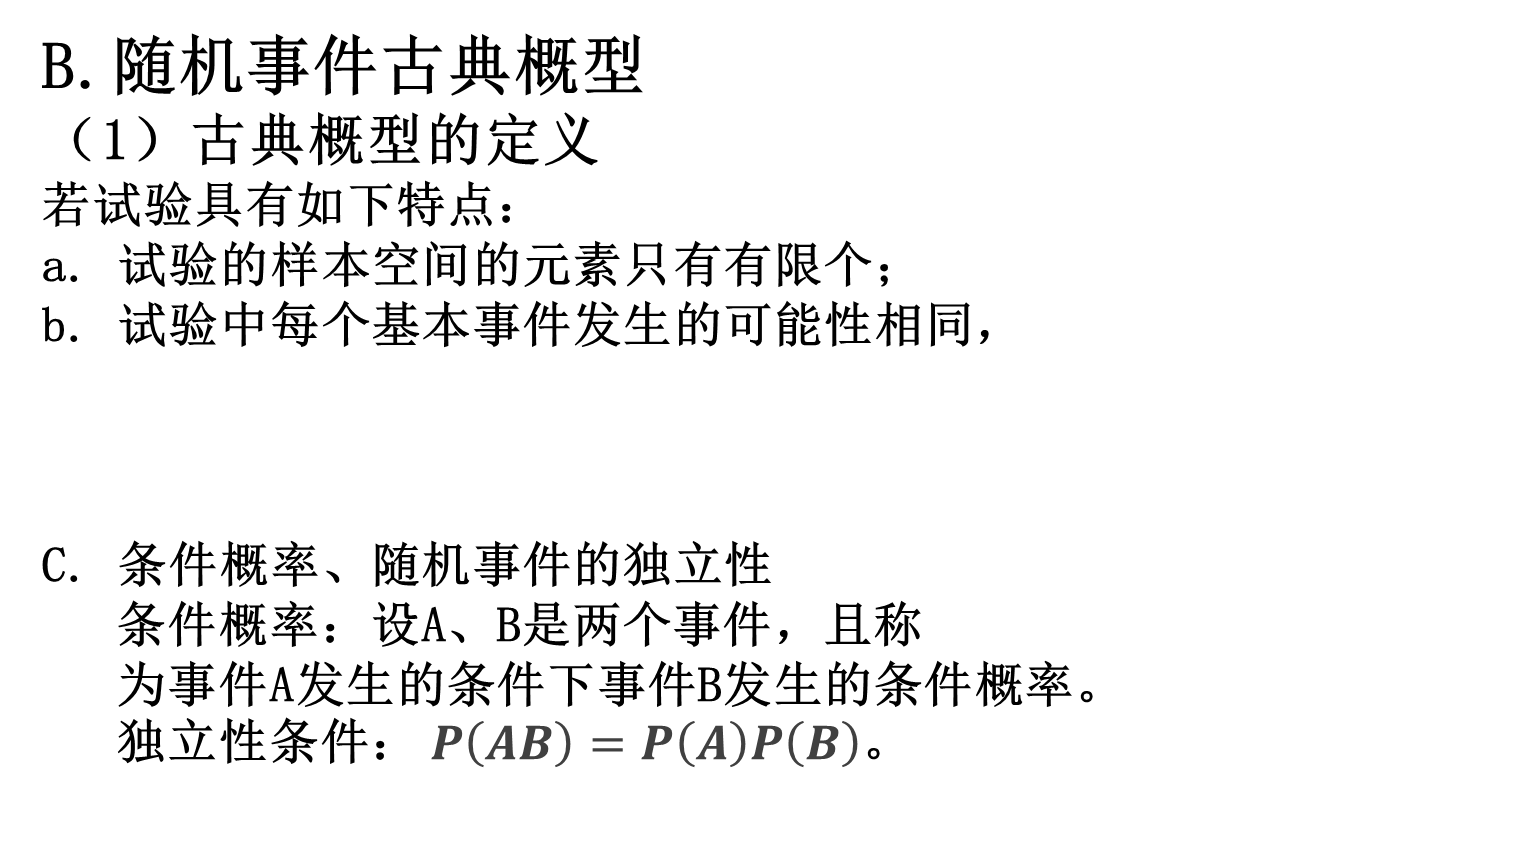 B.随机事件古典概型
（1）古典概型的定义
若试验具有如下特点：
a. 试验的样本空间的元素只有有限个；
b. 试验中每个基本事件发生的可能性相同，
C. 条件概率、随机事件的独立性
条件概率：设A、B是两个事件，且称
为事件A发生的条件下事件B发生的条件概率。
独立性条件： P(AB) = P(A)P(B)。